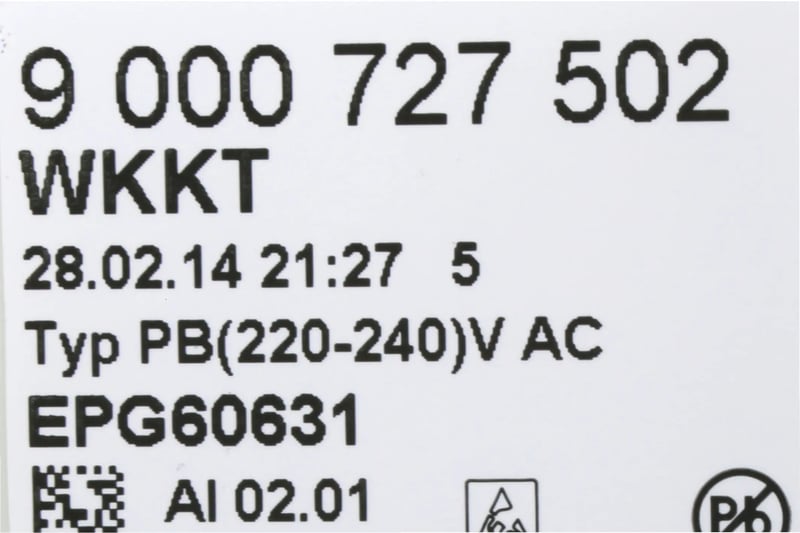 9 000 727 502
WKKT
28.02.14 21:27 5
Typ PB(220-240)V AC
EPG60631
AI 02.01
Pb